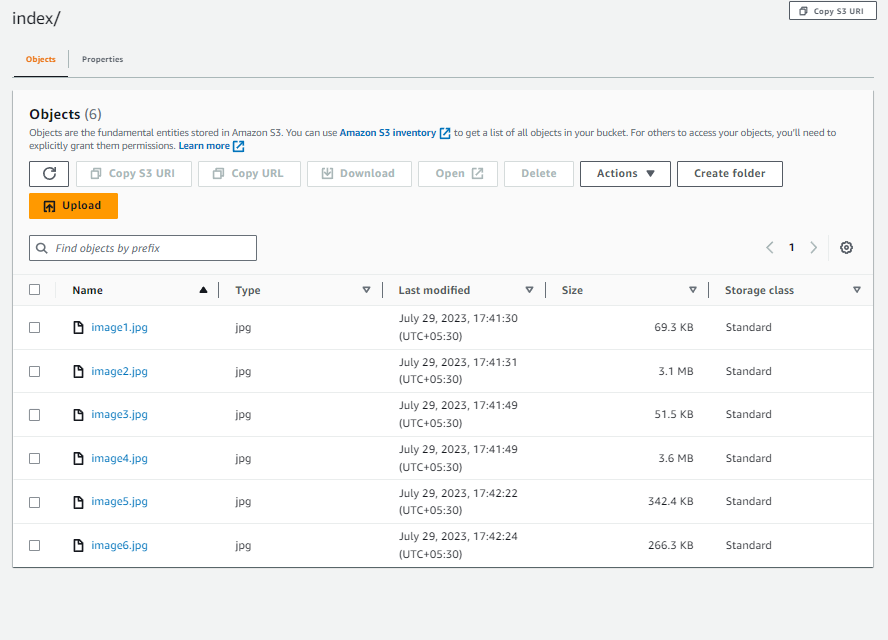 index/
Copy S3 URI
Objects
Properties
Objects (6)
Objects are the fundamental entities stored in Amazon S3. You can use Amazon S3 inventory to get a list of all objects in your bucket. For others to access your objects, you'll need to
explicitly grant them permissions. Learn more
Copy S3 URI
Copy URL
Download
Open
Delete
Actions
Create folder
Upload
Find objects by prefix
1
Name Type Last modified Size Storage class
image1.jpg jpg July 29, 2023, 17:41:30 69.3 KB Standard
(UTC+05:30)
image2.jpg jpg July 29, 2023, 17:41:31 3.1 MB Standard
(UTC+05:30)
image3.jpg jpg July 29, 2023, 17:41:49 51.5 KB Standard
(UTC+05:30)
image4.jpg jpg July 29, 2023, 17:41:49 3.6 MB Standard
(UTC+05:30)
image5.jpg jpg July 29, 2023, 17:42:22 342.4 KB Standard
(UTC+05:30)
image6.jpg jpg July 29, 2023, 17:42:24 266.3 KB Standard
(UTC+05:30)